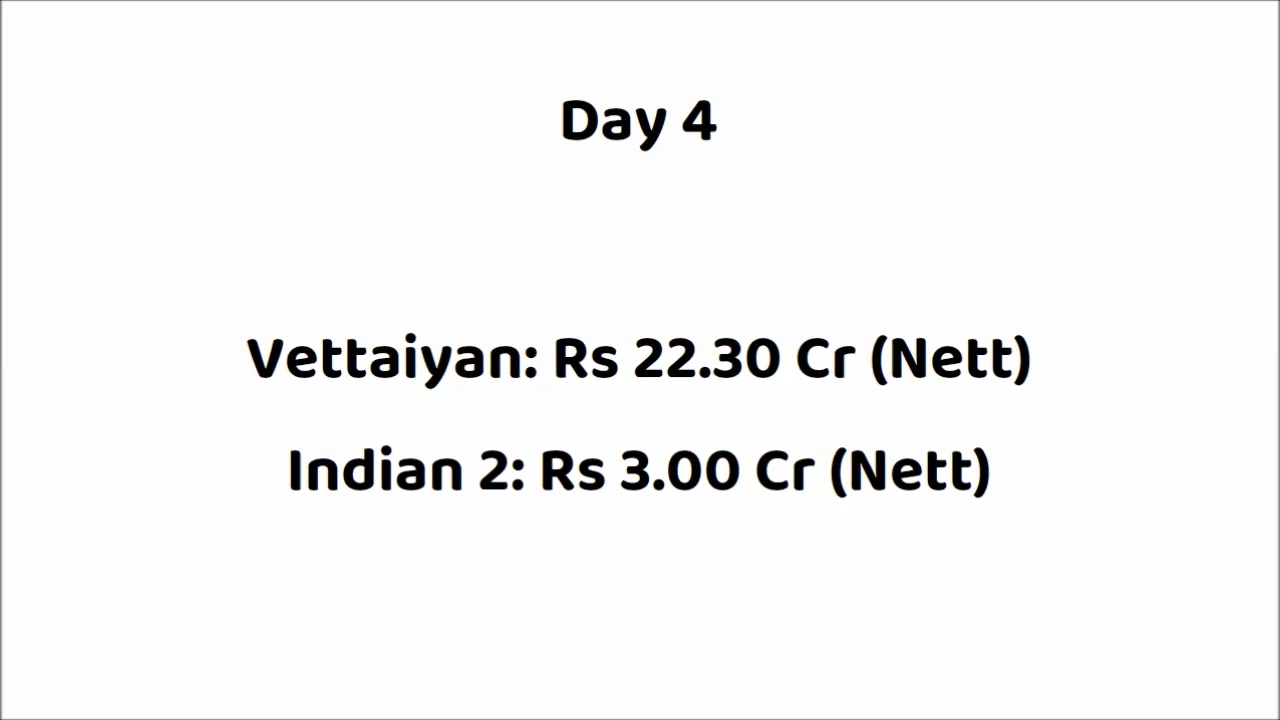 Day 4
Vettaiyan: Rs 22.30 Cr (Nett)
Indian 2: Rs 3.00 Cr (Nett)